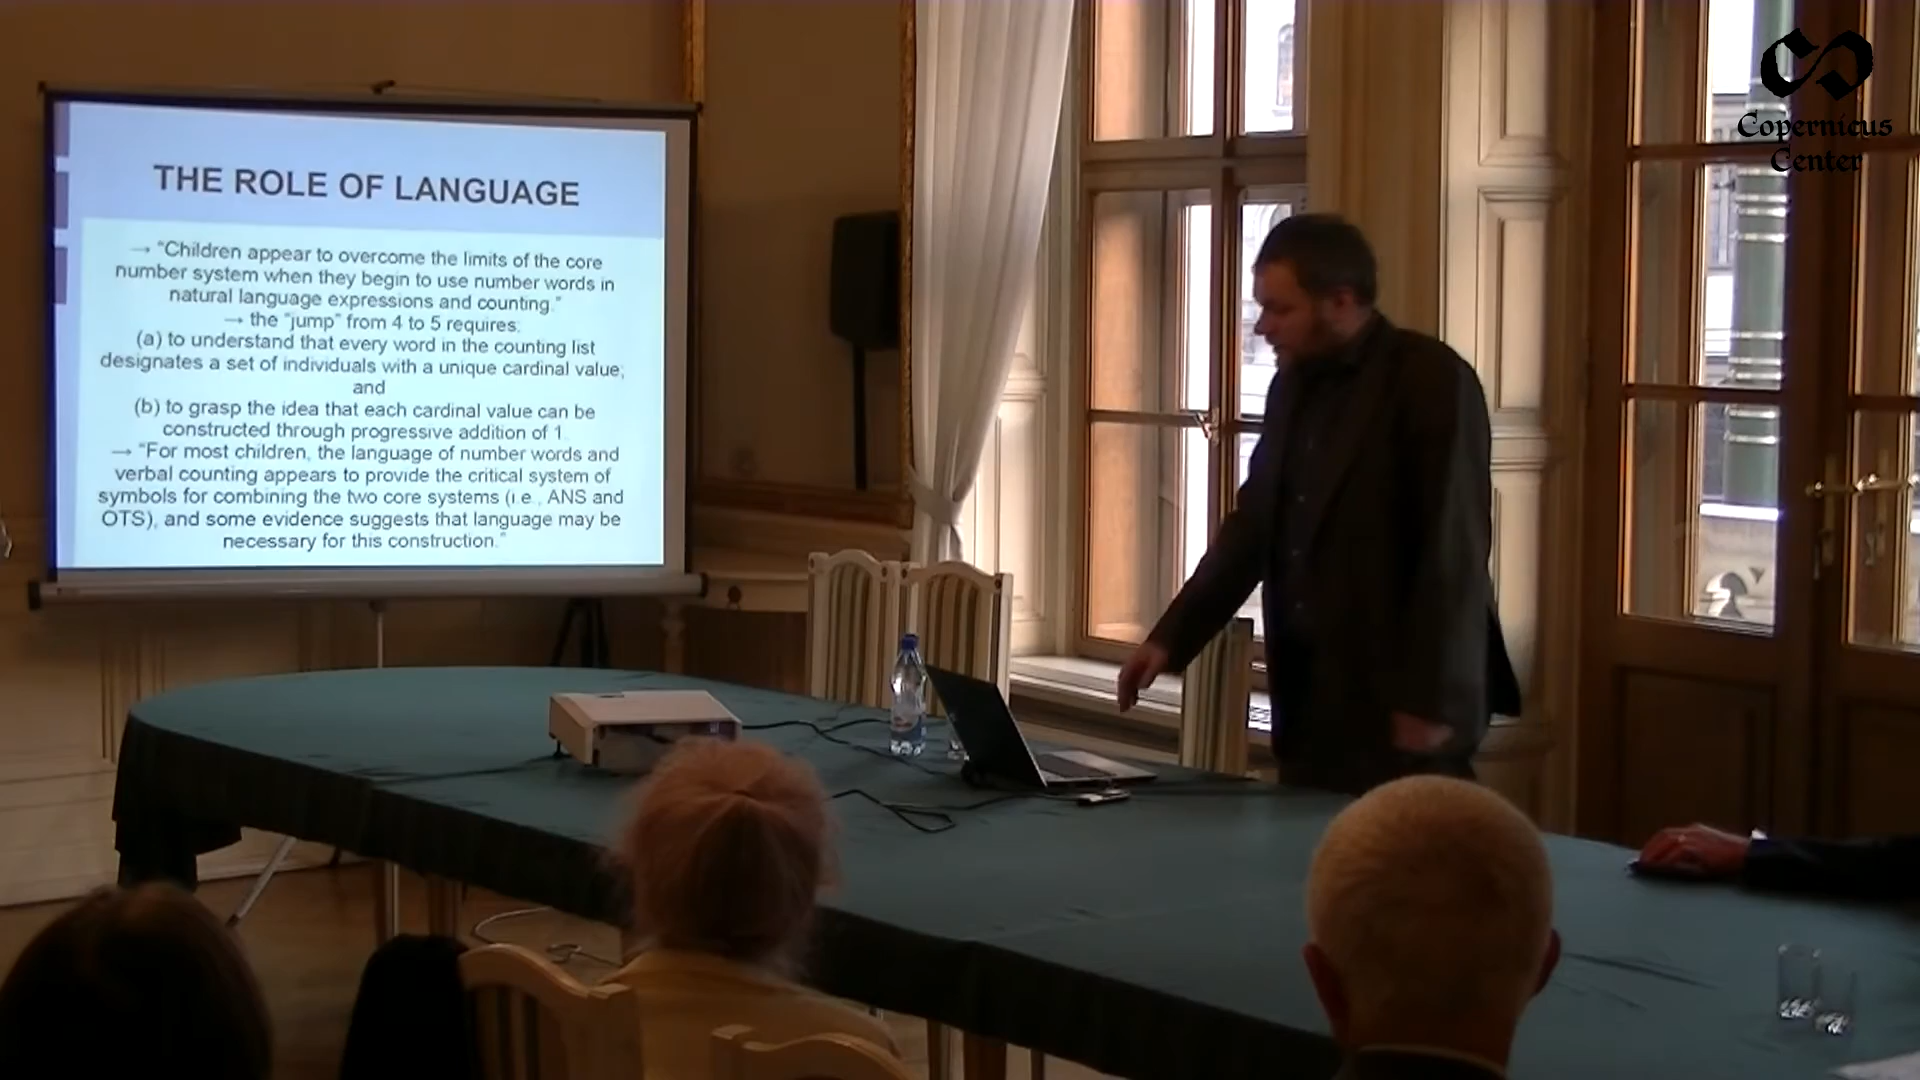 THE ROLE OF LANGUAGE
→ “Children appear to overcome the limits of the core
number system when they begin to use number words in
natural language expressions and counting.”
→ the “jump” from 4 to 5 requires:
(a) to understand that every word in the counting list
designates a set of individuals with a unique cardinal value;
and
(b) to grasp the idea that each cardinal value can be
constructed through progressive addition of 1.
→ “For most children, the language of number words and
verbal counting appears to provide the critical system of
symbols for combining the two core systems (i.e., ANS and
OTS), and some evidence suggests that language may be
necessary for this construction.”
Copernicus
Center